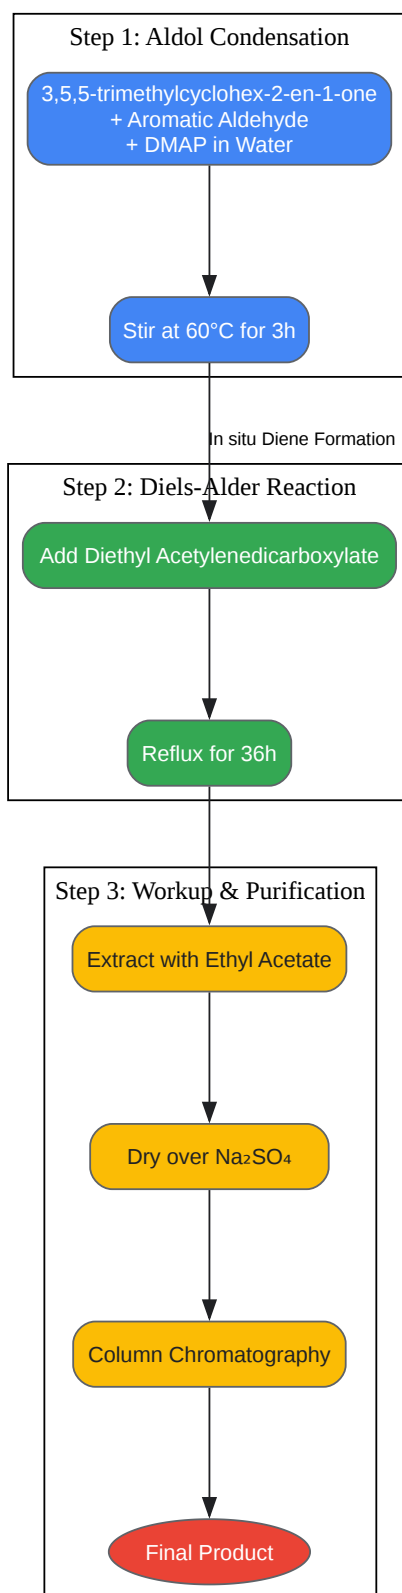 Step 1: Aldol Condensation
3,5,5-trimethylcyclohex-2-en-1-one
+ Aromatic Aldehyde
+ DMAP in Water
Stir at 60°C for 3h
In situ Diene Formation
Step 2: Diels-Alder Reaction
Add Diethyl Acetylenedicarboxylate
Reflux for 36h
Step 3: Workup & Purification
Extract with Ethyl Acetate
Dry over Na₂SO₄
Column Chromatography
Final Product